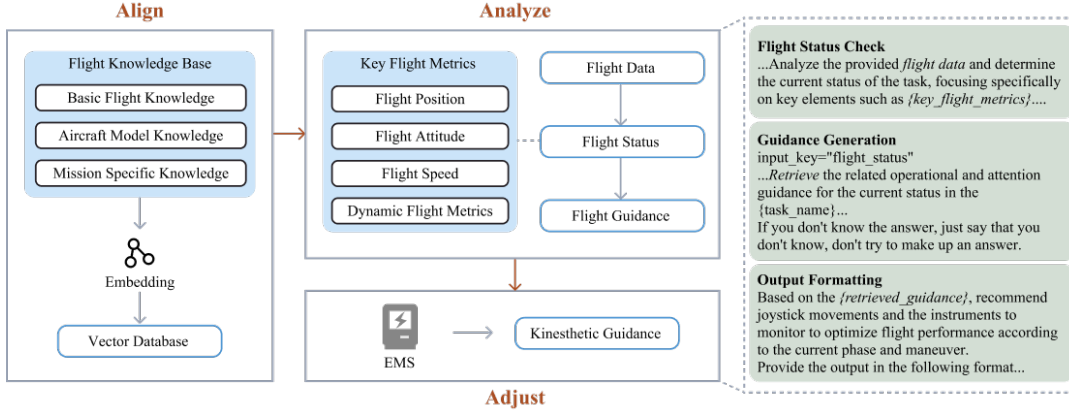 Align
Flight Knowledge Base
Basic Flight Knowledge
Aircraft Model Knowledge
Mission Specific Knowledge
Embedding
Vector Database
Analyze
Key Flight Metrics
Flight Position
Flight Attitude
Flight Speed
Dynamic Flight Metrics
Flight Data
Flight Status
Flight Guidance
EMS
Kinesthetic Guidance
Adjust
Flight Status Check
...Analyze the provided flight data and determine
the current status of the task, focusing specifically
on key elements such as {key_flight_metrics}....
Guidance Generation
input_key="flight_status"
...Retrieve the related operational and attention
guidance for the current status in the
{task_name}...
If you don't know the answer, just say that you
don't know, don't try to make up an answer.
Output Formatting
Based on the {retrieved_guidance}, recommend
joystick movements and the instruments to
monitor to optimize flight performance according
to the current phase and maneuver.
Provide the output in the following format...